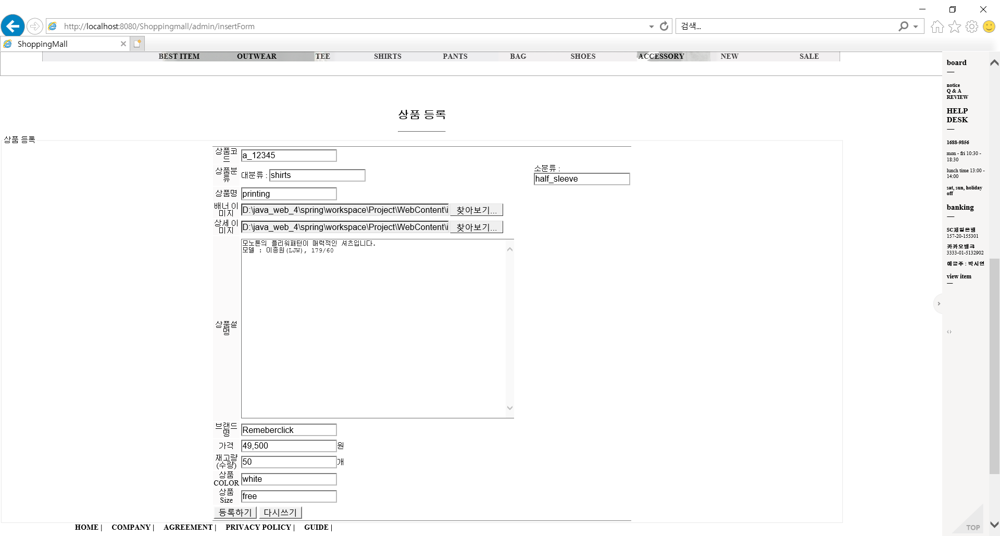 http://localhost:8080/Shoppingmall/admin/insertForm
검색...
ShoppingMall
BEST ITEM OUTWEAR TEE SHIRTS PANTS BAG SHOES ACCESSORY NEW SALE
상품 등록
상품 등록
상품코
드
a_12345
상품분
류
대분류 : shirts
소분류 :
half_sleeve
상품명
printing
배너 이
미지
D:\java_web_4\spring\workspace\Project\WebContent\i 찾아보기...
상세 이
미지
D:\java_web_4\spring\workspace\Project\WebContent\i 찾아보기...
상품설
명
모노톤의 플리워패턴이 매력적인 셔츠입니다.
모델 : 이종원(LJW), 179/60
브랜드
명
Remeberclick
가격
49,500 원
재고량
(수량)
50 개
상품
COLOR
white
상품
Size
free
등록하기 다시쓰기
HOME | COMPANY | AGREEMENT | PRIVACY POLICY | GUIDE |
board
notice
Q & A
REVIEW
HELP
DESK
1688-9856
mon - fri 10:30 -
18:30
lunch time 13:00 -
14:00
sat, sun, holiday
off
banking
SC제일은행
157-20-155301
카카오뱅크
3333-01-5132902
예금주 : 박시언
view item
TOP